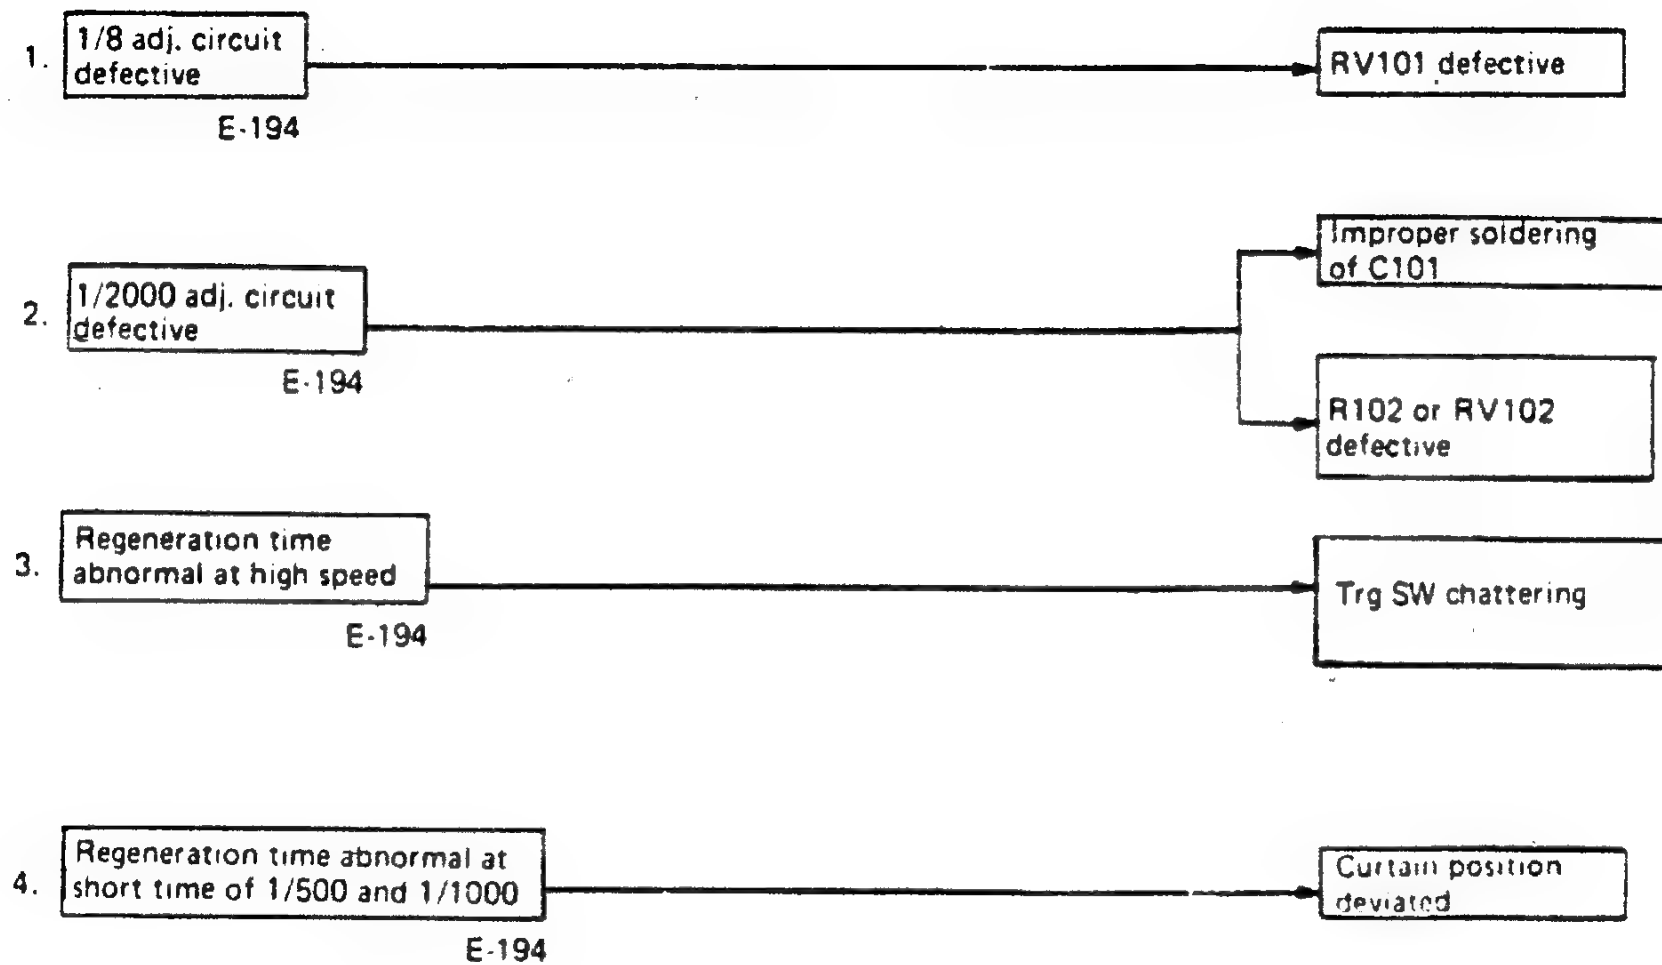 1. 1/8 adj. circuit
defective
E-194
RV101 defective
2. 1/2000 adj. circuit
defective
E-194
Improper soldering
of C101
R102 or RV102
defective
3. Regeneration time
abnormal at high speed
E-194
Trg SW chattering
4. Regeneration time abnormal at
short time of 1/500 and 1/1000
E-194
Curtain position
deviated